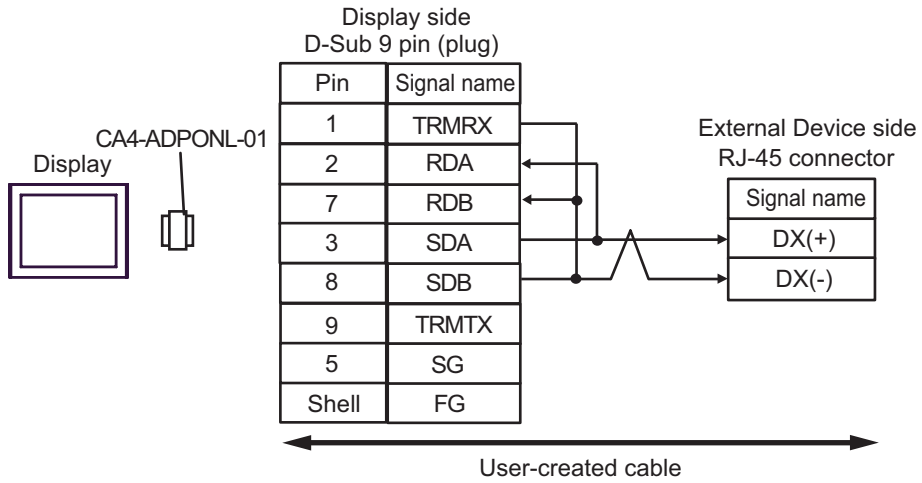 Display side
D-Sub 9 pin (plug)
Pin Signal name
1 TRMRX
2 RDA
7 RDB
3 SDA
8 SDB
9 TRMTX
5 SG
Shell FG
CA4-ADPONL-01
Display
External Device side
RJ-45 connector
Signal name
DX(+)
DX(-)
User-created cable